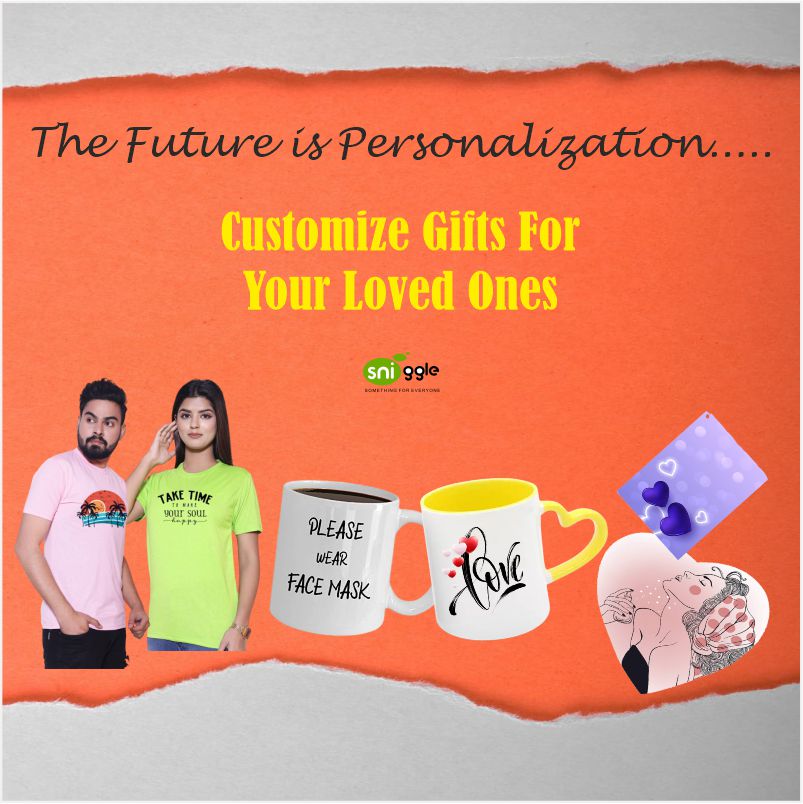 The Future is Personalization.....
Customize Gifts For
Your Loved Ones
sniggle
SOMETHING FOR EVERYONE
TAKE TIME
TO MAKE
YOUR SOUL
happy
PLEASE
WEAR
FACE MASK
Love